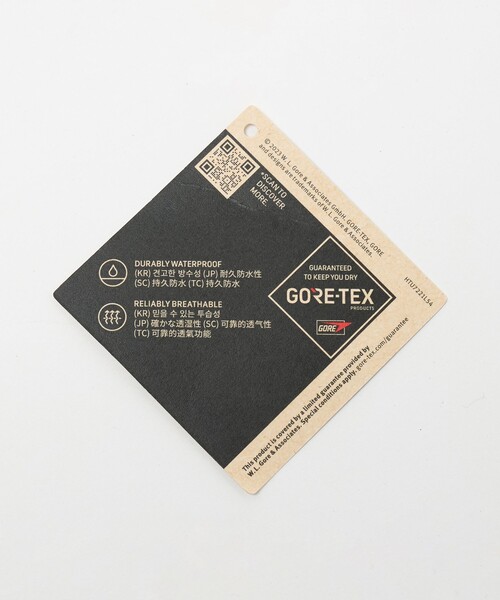 © 2023 W. L. Gore & Associates GmbH. GORE-TEX, GORE
and designs are trademarks of W. L. Gore & Associates.
*SCAN TO
DISCOVER
MORE.
DURABLY WATERPROOF
(KR) 견고한 방수성 (JP) 耐久防水性
(SC) 持久防水 (TC) 持久防水
RELIABLY BREATHABLE
(KR) 믿을 수 있는 투습성
(JP) 確かな透湿性 (SC) 可靠的透气性
(TC) 可靠的透氣功能
GUARANTEED
TO KEEP YOU DRY
GORE-TEX
PRODUCTS
GORE
HTU7221LS4
This product is covered by a limited guarantee provided by
W. L. Gore & Associates. Special conditions apply. gore-tex.com/guarantee